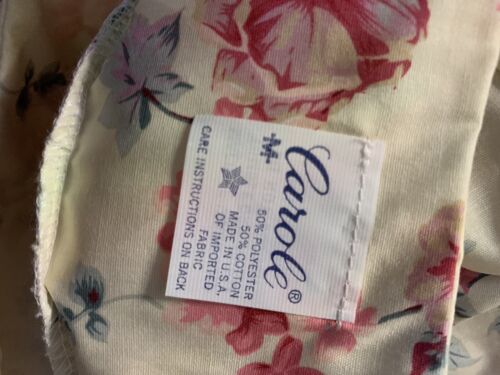 Carole®
-M-
50% POLYESTER
50% COTTON
MADE IN U.S.A.
OF IMPORTED
FABRIC
CARE INSTRUCTIONS ON BACK